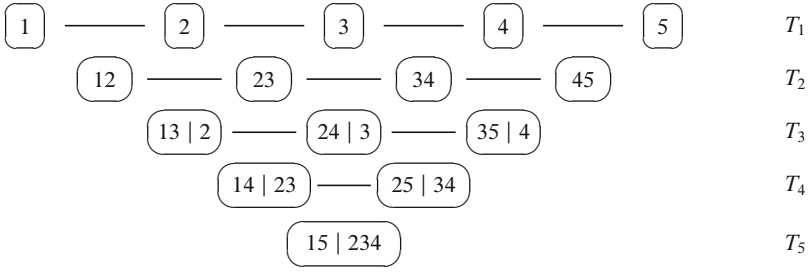 1 2 3 4 5 T₁
12 23 34 45 T₂
13 | 2 24 | 3 35 | 4 T₃
14 | 23 25 | 34 T₄
15 | 234 T₅